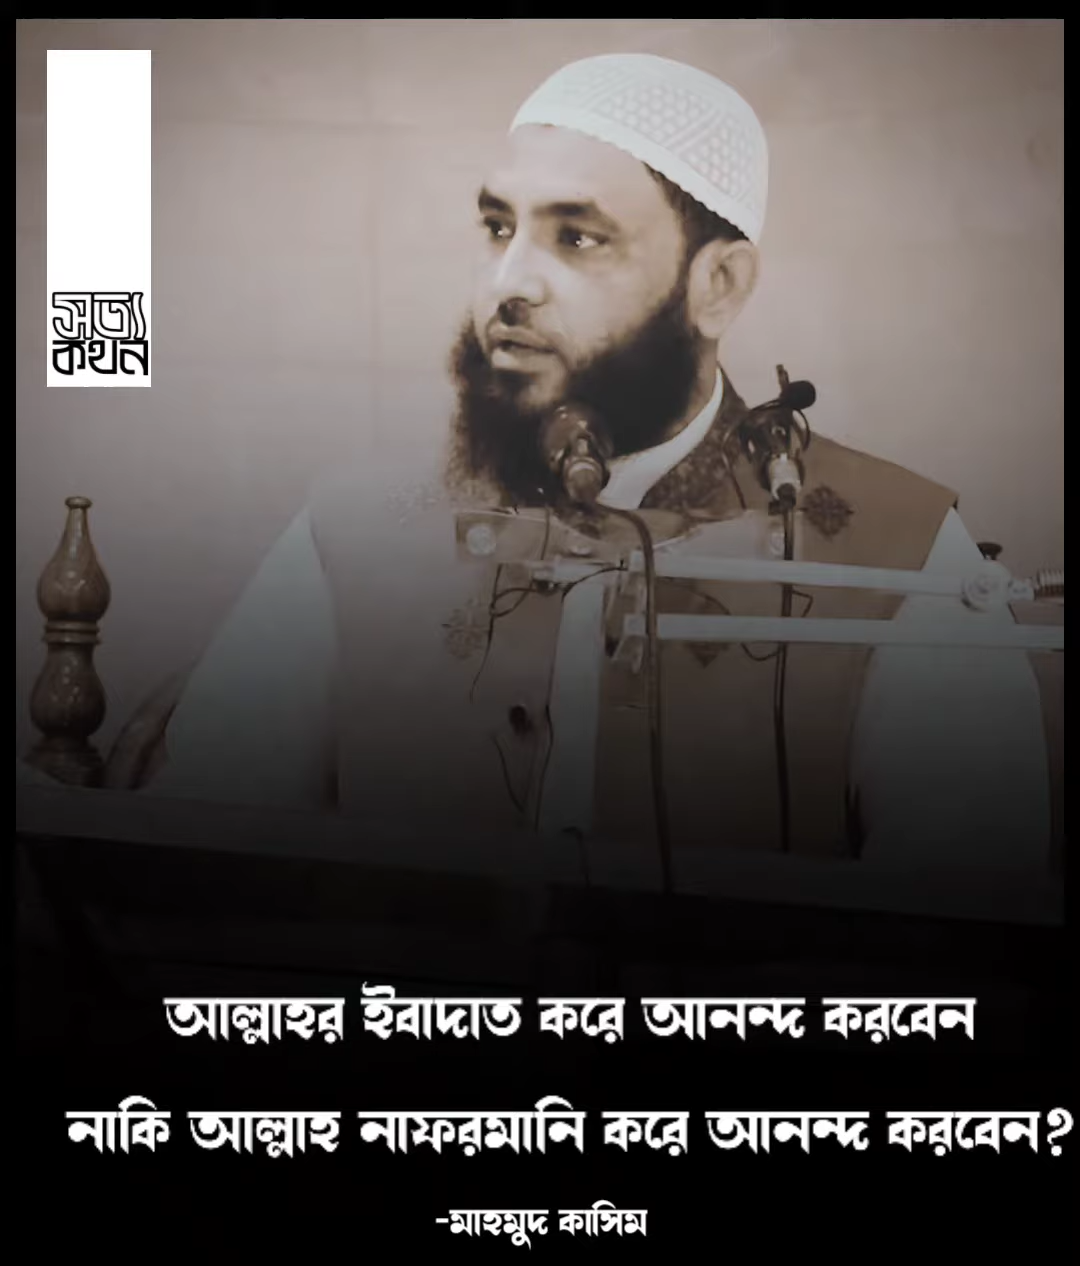 সত্য
কথন
আল্লাহর ইবাদাত করে আনন্দ করবেন
নাকি আল্লাহ নাফরমানি করে আনন্দ করবেন?
-মাহমুদ কাসিম